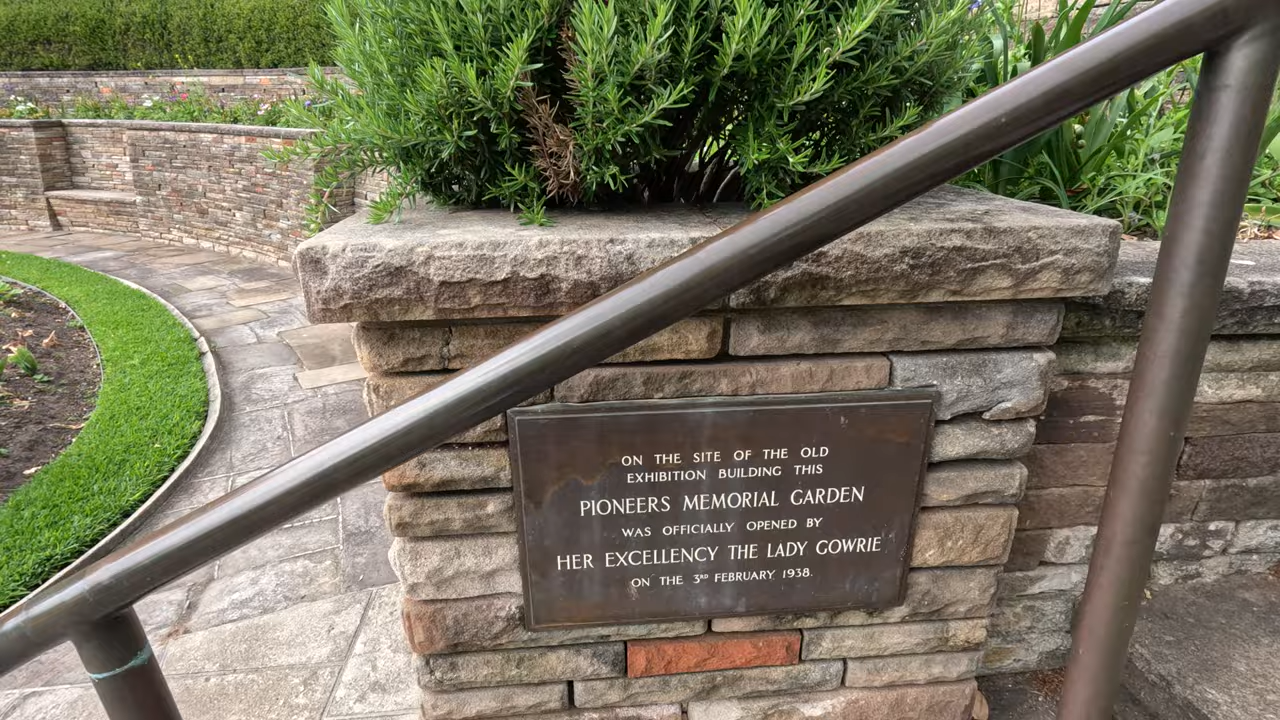 ON THE SITE OF THE OLD
EXHIBITION BUILDING THIS
PIONEERS MEMORIAL GARDEN
WAS OFFICIALLY OPENED BY
HER EXCELLENCY THE LADY GOWRIE
ON THE 3RD FEBRUARY 1938.